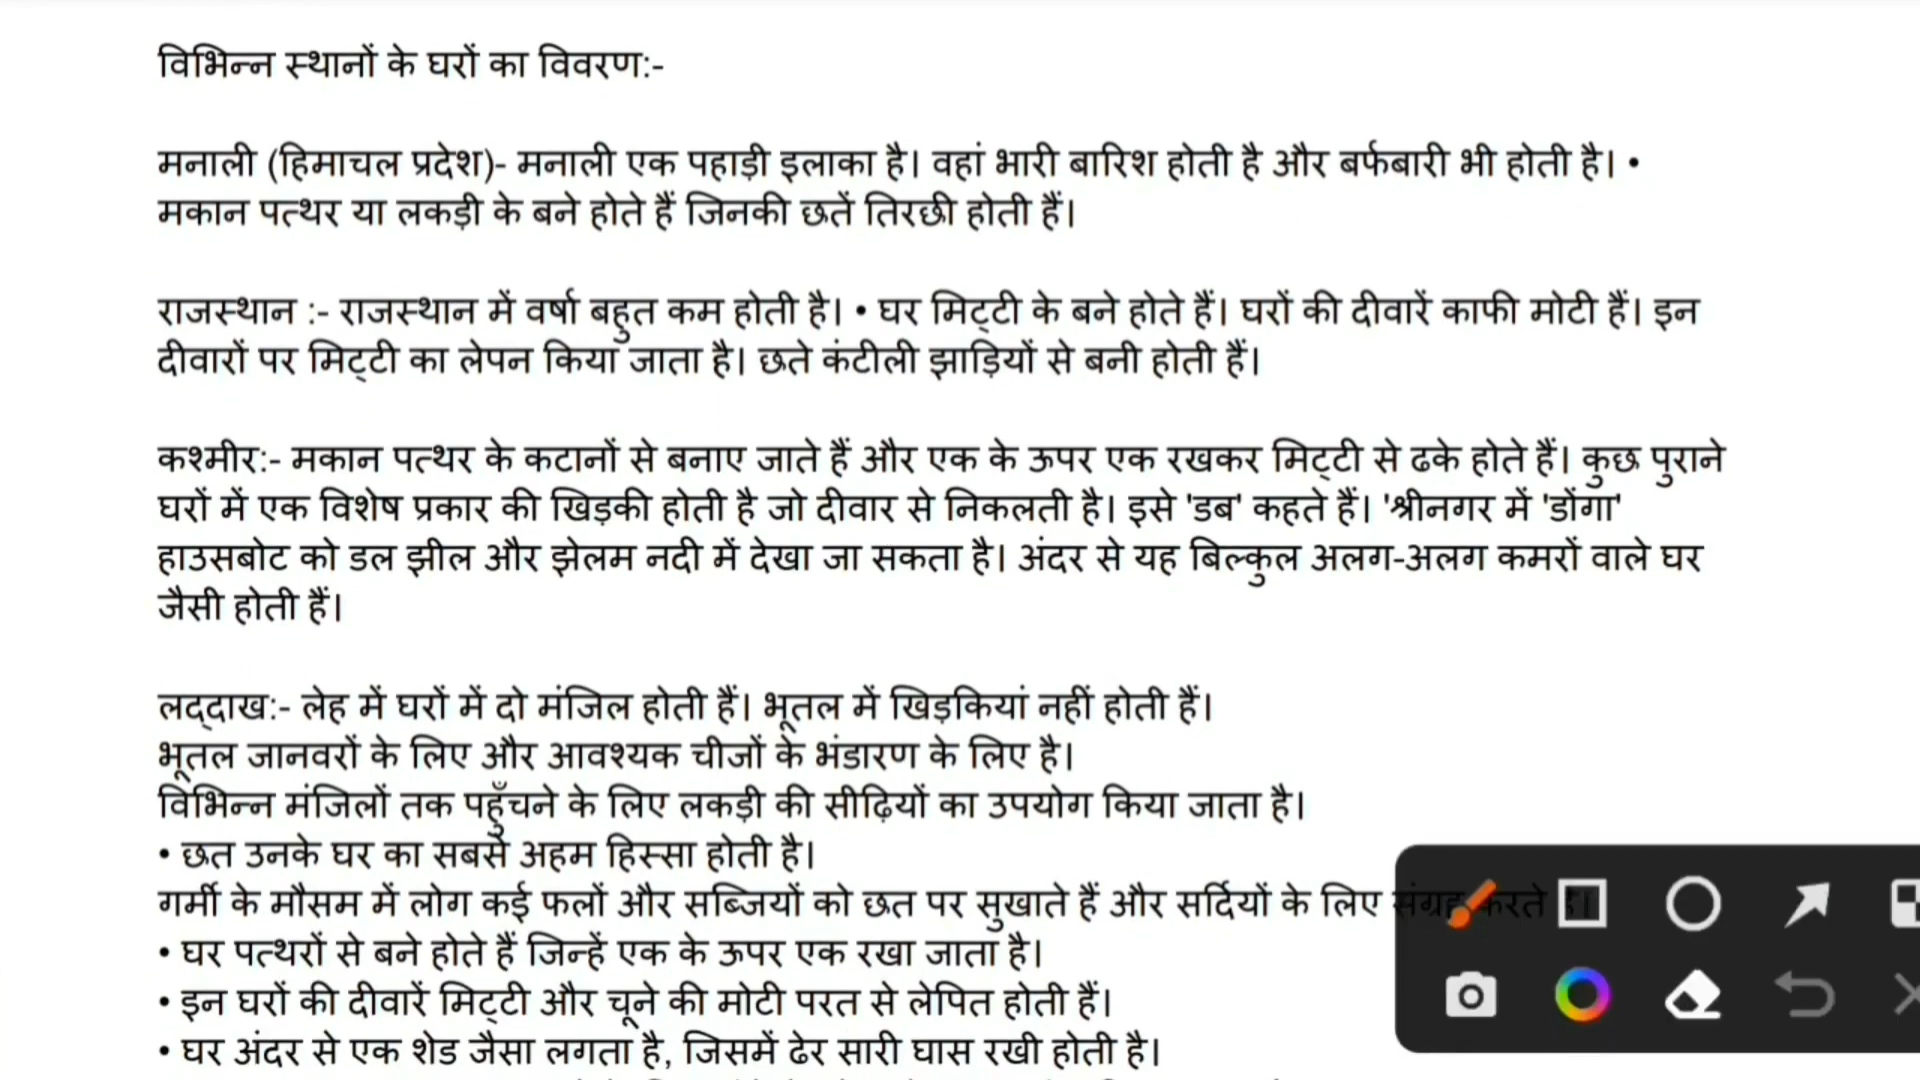 विभिन्न स्थानों के घरों का विवरण:-
मनाली (हिमाचल प्रदेश)- मनाली एक पहाड़ी इलाका है। वहां भारी बारिश होती है और बर्फबारी भी होती है। •
मकान पत्थर या लकड़ी के बने होते हैं जिनकी छतें तिरछी होती हैं।
राजस्थान :- राजस्थान में वर्षा बहुत कम होती है। • घर मिट्टी के बने होते हैं। घरों की दीवारें काफी मोटी हैं। इन
दीवारों पर मिट्टी का लेपन किया जाता है। छते कंटीली झाड़ियों से बनी होती हैं।
कश्मीर:- मकान पत्थर के कटानों से बनाए जाते हैं और एक के ऊपर एक रखकर मिट्टी से ढके होते हैं। कुछ पुराने
घरों में एक विशेष प्रकार की खिड़की होती है जो दीवार से निकलती है। इसे 'डब' कहते हैं। 'श्रीनगर में 'डोंगा'
हाउसबोट को डल झील और झेलम नदी में देखा जा सकता है। अंदर से यह बिल्कुल अलग-अलग कमरों वाले घर
जैसी होती हैं।
लद्दाख:- लेह में घरों में दो मंजिल होती हैं। भूतल में खिड़कियां नहीं होती हैं।
भूतल जानवरों के लिए और आवश्यक चीजों के भंडारण के लिए है।
विभिन्न मंजिलों तक पहुँचने के लिए लकड़ी की सीढ़ियों का उपयोग किया जाता है।
• छत उनके घर का सबसे अहम हिस्सा होती है।
गर्मी के मौसम में लोग कई फलों और सब्जियों को छत पर सुखाते हैं और सर्दियों के लिए संग्रह करते हैं।
• घर पत्थरों से बने होते हैं जिन्हें एक के ऊपर एक रखा जाता है।
• इन घरों की दीवारें मिट्टी और चूने की मोटी परत से लेपित होती हैं।
• घर अंदर से एक शेड जैसा लगता है, जिसमें ढेर सारी घास रखी होती है।